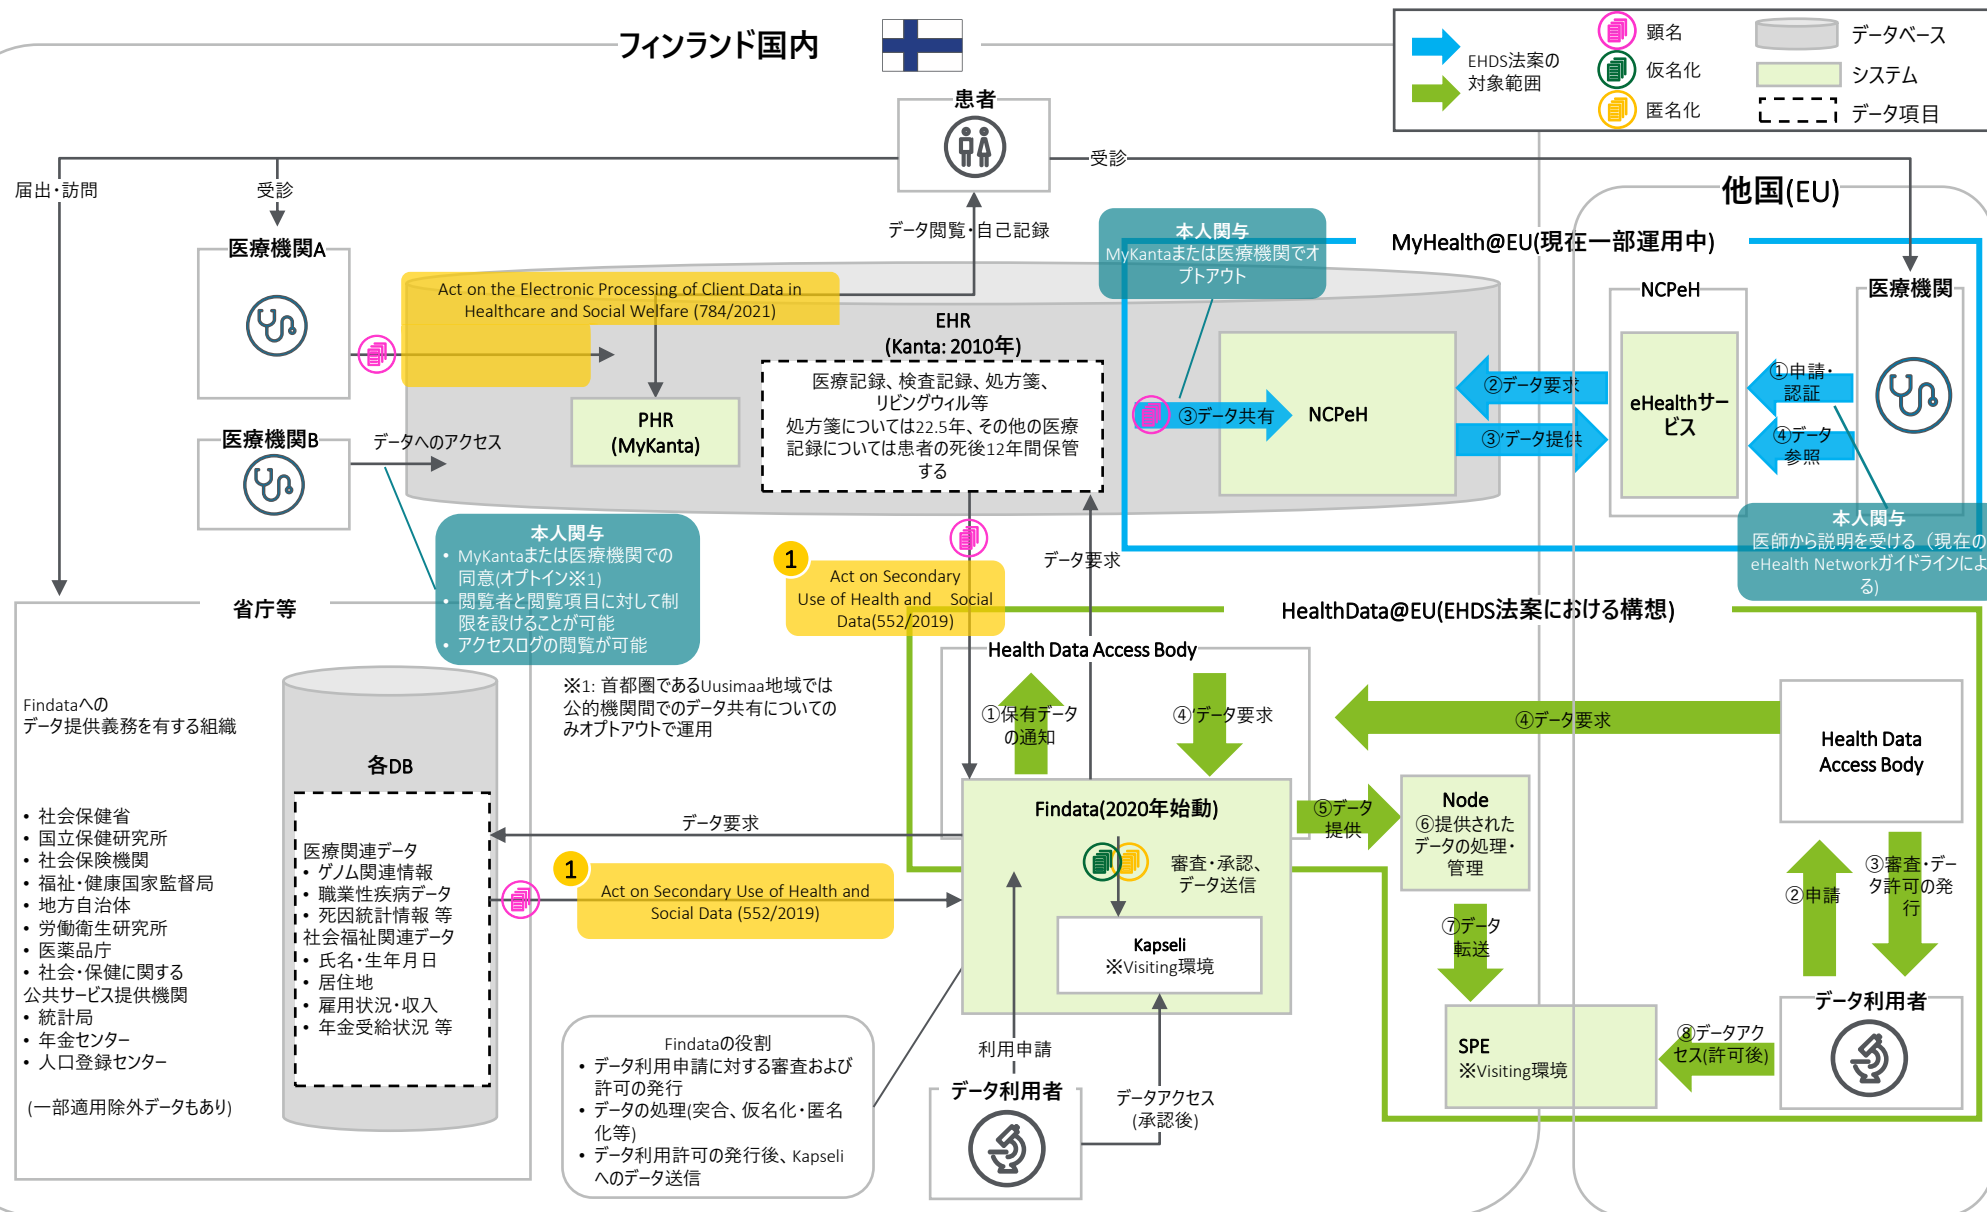 フィンランド国内
EHDS法案の
対象範囲
顕名
仮名化
匿名化
データベース
システム
データ項目
患者
届出・訪問
受診
受診
データ閲覧・自己記録
他国(EU)
本人関与
MyKantaまたは医療機関でオ
プトアウト
MyHealth@EU(現在一部運用中)
医療機関A
Act on the Electronic Processing of Client Data in
Healthcare and Social Welfare (784/2021)
EHR
(Kanta: 2010年)
医療記録、検査記録、処方箋、
リビングウィル等
処方箋については22.5年、その他の医療
記録については患者の死後12年間保管
する
PHR
(MyKanta)
医療機関B
データへのアクセス
③データ共有
NCPeH
②データ要求
③’データ提供
NCPeH
eHealthサー
ビス
①申請・
認証
④データ
参照
医療機関
本人関与
医師から説明を受ける（現在の
eHealth Networkガイドラインによ
る)
本人関与
• MyKantaまたは医療機関での
同意(オプトイン※1)
• 閲覧者と閲覧項目に対して制
限を設けることが可能
• アクセスログの閲覧が可能
1
Act on Secondary
Use of Health and Social
Data(552/2019)
データ要求
HealthData@EU(EHDS法案における構想)
省庁等
Findataへの
データ提供義務を有する組織
• 社会保健省
• 国立保健研究所
• 社会保険機関
• 福祉・健康国家監督局
• 地方自治体
• 労働衛生研究所
• 医薬品庁
• 社会・保健に関する
公共サービス提供機関
• 統計局
• 年金センター
• 人口登録センター
(一部適用除外データもあり)
各DB
医療関連データ
• ゲノム関連情報
• 職業性疾病データ
• 死因統計情報 等
社会福祉関連データ
• 氏名・生年月日
• 居住地
• 雇用状況・収入
• 年金受給状況 等
※1: 首都圏であるUusimaa地域では
公的機関間でのデータ共有についての
みオプトアウトで運用
データ要求
1
Act on Secondary Use of Health and
Social Data (552/2019)
Health Data Access Body
①保有データ
の通知
④’データ要求
Findata(2020年始動)
審査・承認、
データ送信
Kapseli
※Visiting環境
Findataの役割
• データ利用申請に対する審査および
許可の発行
• データの処理(突合、仮名化・匿名
化等)
• データ利用許可の発行後、Kapseli
へのデータ送信
利用申請
データ利用者
データアクセス
(承認後)
④データ要求
⑤データ
提供
Node
⑥提供された
データの処理・
管理
⑦データ
転送
SPE
※Visiting環境
Health Data
Access Body
②申請
③審査・デー
タ許可の発
行
データ利用者
⑧データアク
セス(許可後)